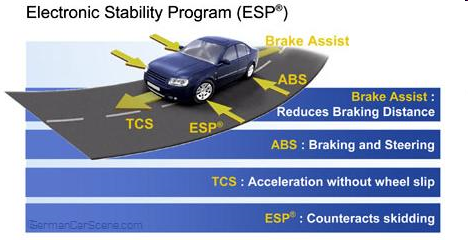 Electronic Stability Program (ESP®)
Brake Assist
ABS
TCS
ESP®
Brake Assist :
Reduces Braking Distance
ABS : Braking and Steering
TCS : Acceleration without wheel slip
ESP® : Counteracts skidding
GermanCarScene.com